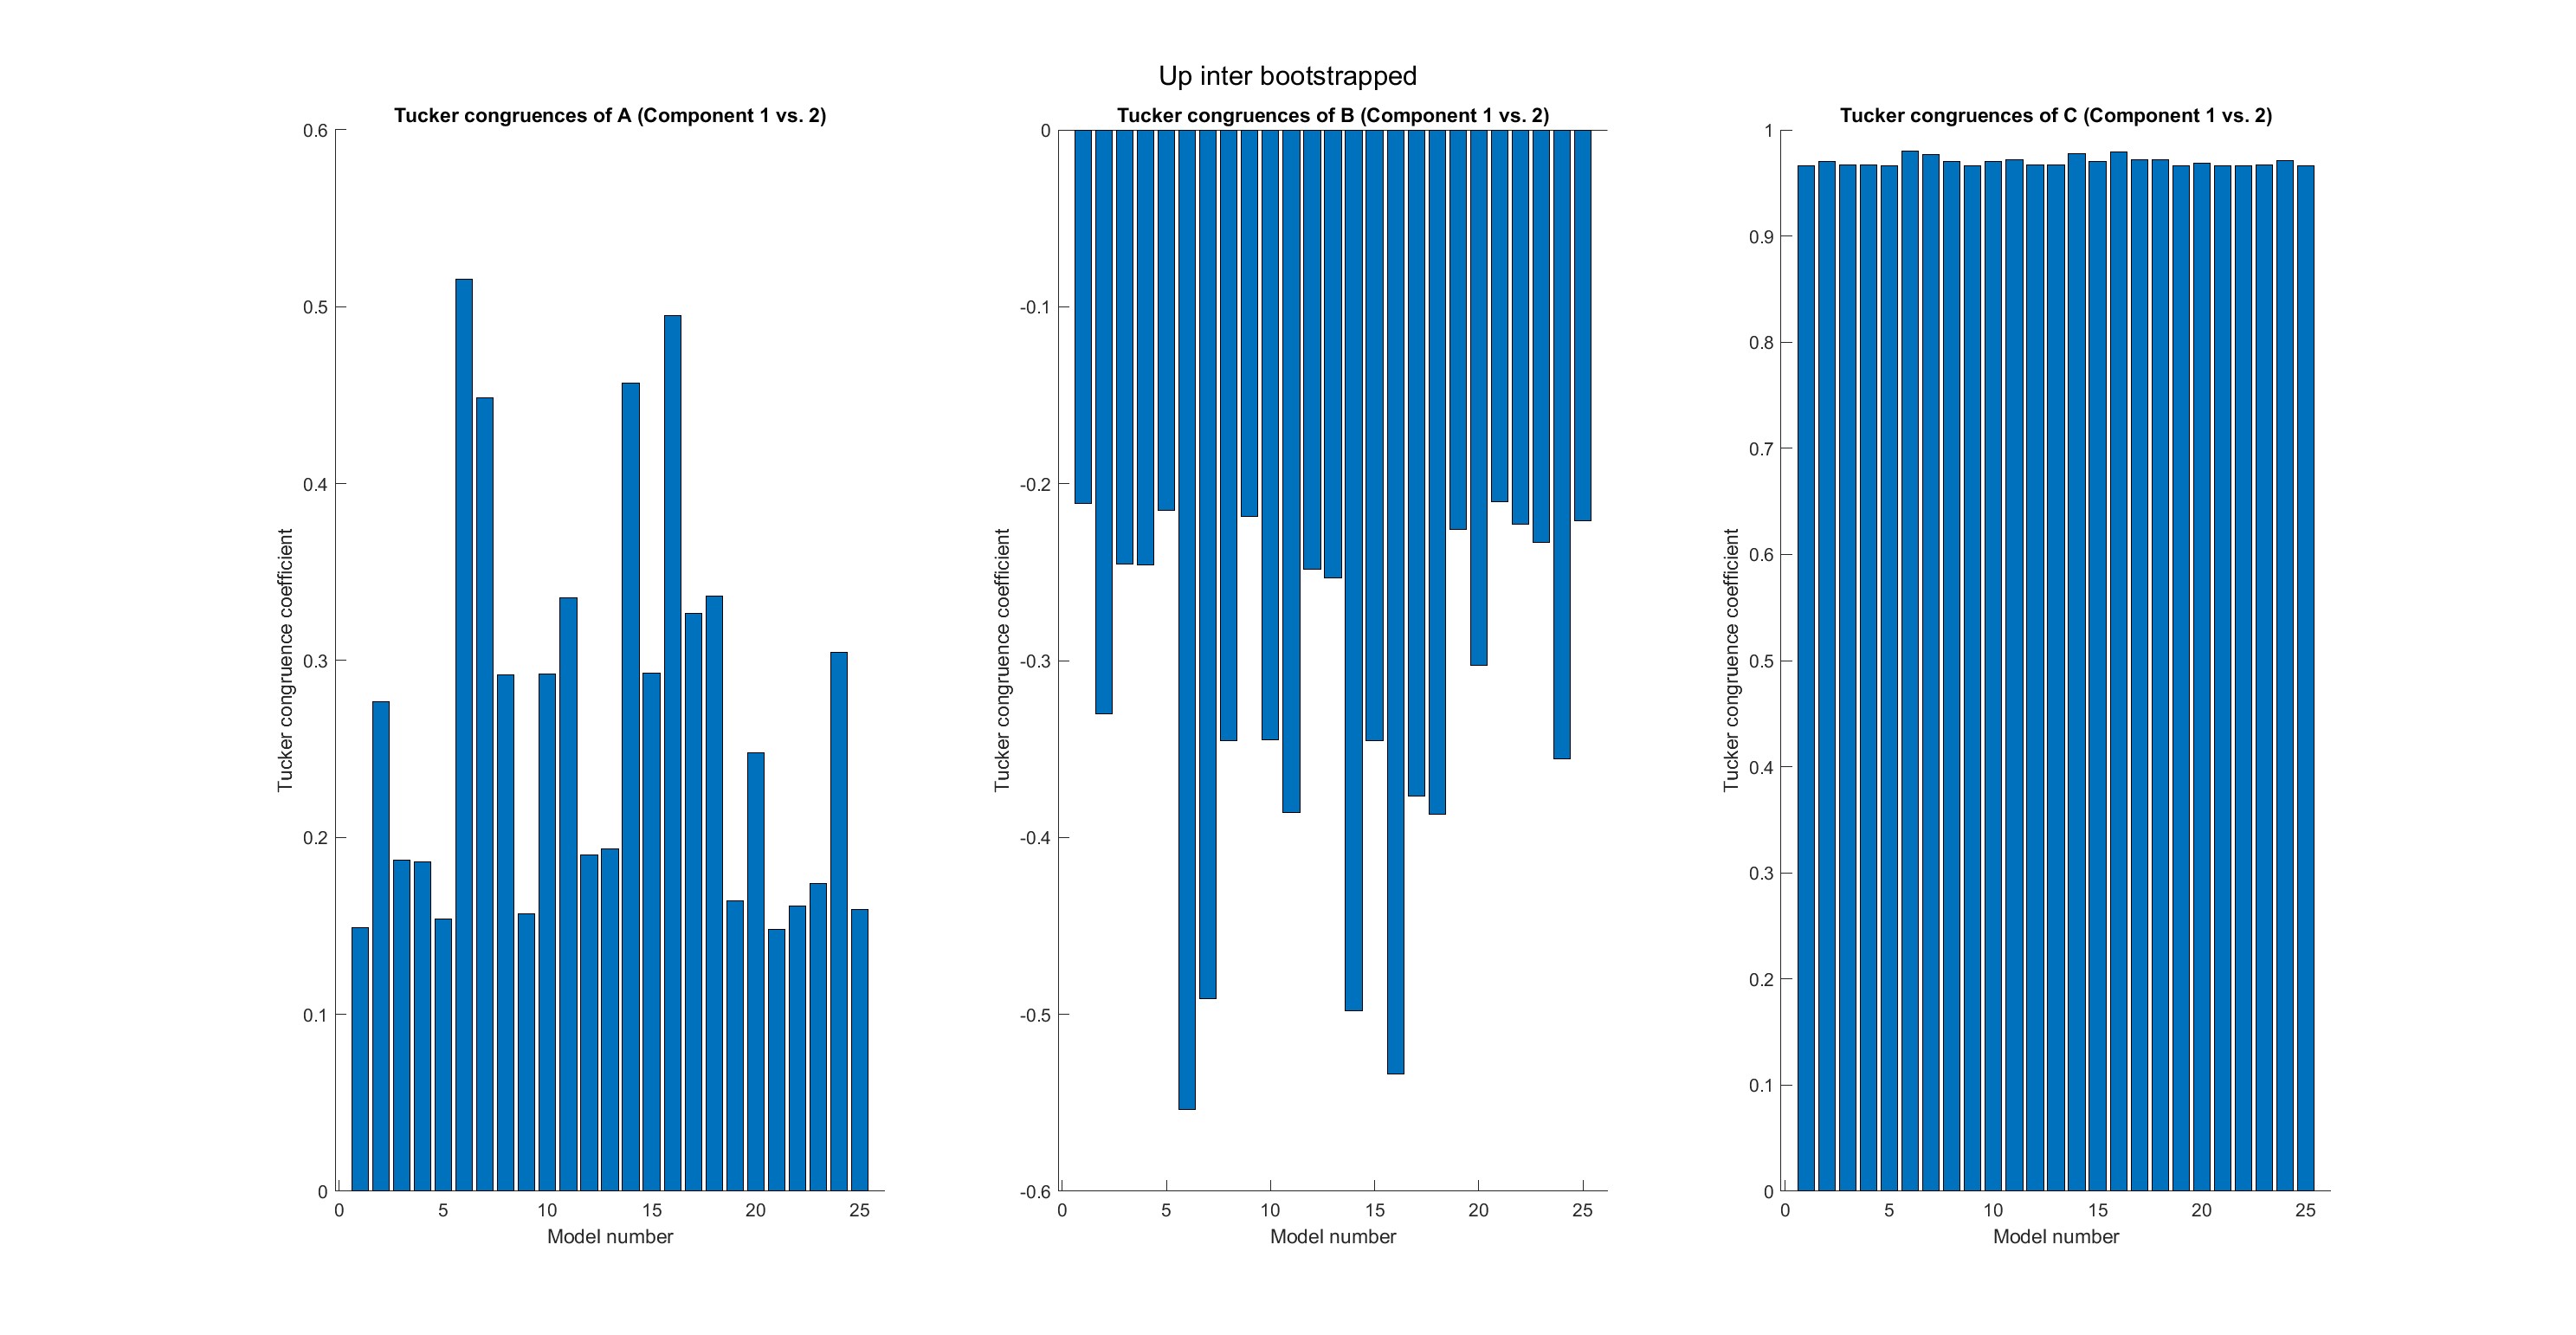 Up inter bootstrapped
Tucker congruences of A (Component 1 vs. 2)
Tucker congruence coefficient
0.6
0.5
0.4
0.3
0.2
0.1
0
0 5 10 15 20 25
Model number
Tucker congruences of B (Component 1 vs. 2)
Tucker congruence coefficient
0
-0.1
-0.2
-0.3
-0.4
-0.5
-0.6
0 5 10 15 20 25
Model number
Tucker congruences of C (Component 1 vs. 2)
Tucker congruence coefficient
1
0.9
0.8
0.7
0.6
0.5
0.4
0.3
0.2
0.1
0
0 5 10 15 20 25
Model number